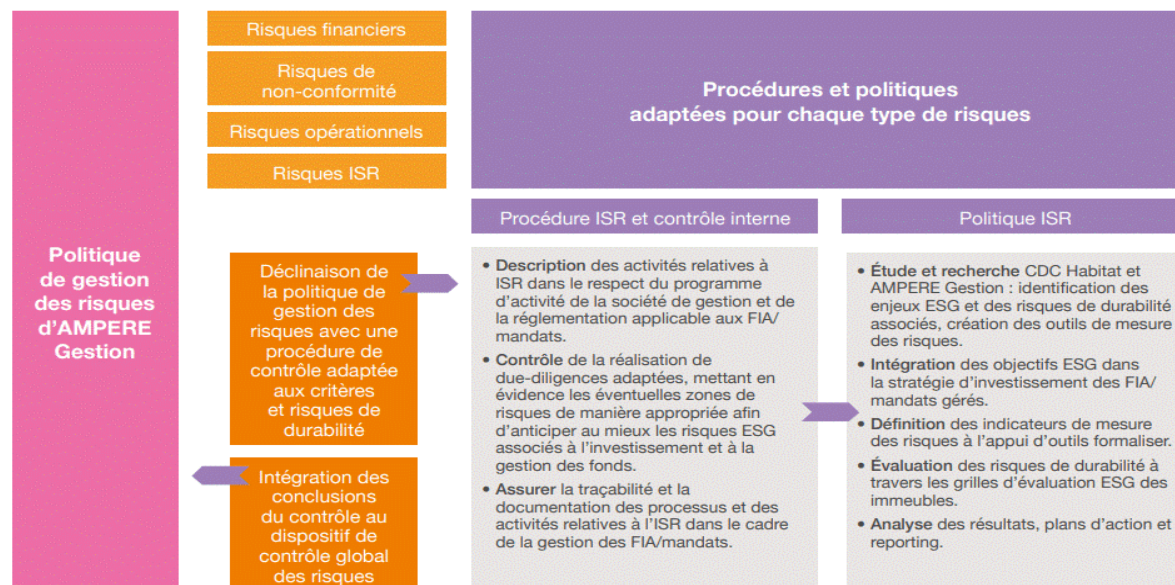 Politique
de gestion
des risques
d’AMPERE
Gestion
Risques financiers
Risques de
non-conformité
Risques opérationnels
Risques ISR
Procédures et politiques
adaptées pour chaque type de risques
Déclinaison de
la politique de
gestion des
risques avec une
procédure de
contrôle adaptée
aux critères
et risques de
durabilité
Intégration des
conclusions
du contrôle au
dispositif de
contrôle global
des risques
Procédure ISR et contrôle interne
• Description des activités relatives à
ISR dans le respect du programme
d’activité de la société de gestion et de
la réglementation applicable aux FIA/
mandats.
• Contrôle de la réalisation de
due-diligences adaptées, mettant en
évidence les éventuelles zones de
risques de manière appropriée afin
d’anticiper au mieux les risques ESG
associés à l’investissement et à la
gestion des fonds.
• Assurer la traçabilité et la
documentation des processus et des
activités relatives à l’ISR dans le cadre
de la gestion des FIA/mandats.
Politique ISR
• Étude et recherche CDC Habitat et
AMPERE Gestion : identification des
enjeux ESG et des risques de durabilité
associés, création des outils de mesure
des risques.
• Intégration des objectifs ESG dans
la stratégie d’investissement des FIA/
mandats gérés.
• Définition des indicateurs de mesure
des risques à l’appui d’outils formaliser.
• Évaluation des risques de durabilité à
travers les grilles d’évaluation ESG des
immeubles.
• Analyse des résultats, plans d’action et
reporting.